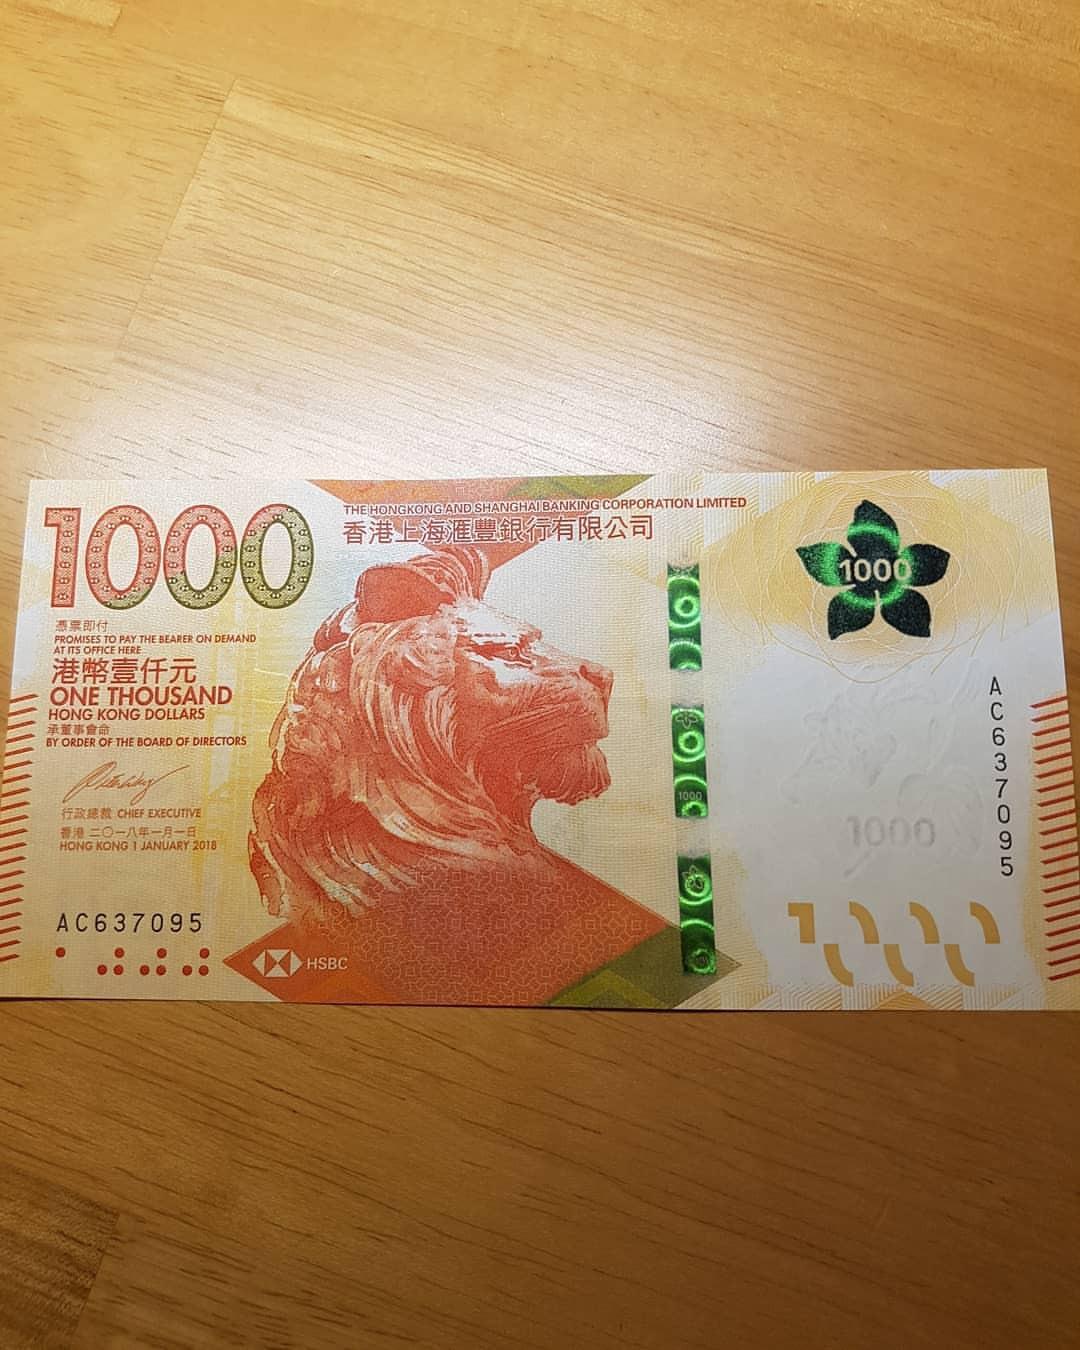 1000
THE HONGKONG AND SHANGHAI BANKING CORPORATION LIMITED
香港上海滙豐銀行有限公司
憑票即付
PROMISES TO PAY THE BEARER ON DEMAND
AT ITS OFFICE HERE
港幣壹仟元
ONE THOUSAND
HONG KONG DOLLARS
承董事會命
BY ORDER OF THE BOARD OF DIRECTORS
行政總裁 CHIEF EXECUTIVE
香港 二〇一八年一月一日
HONG KONG 1 JANUARY 2018
AC637095
HSBC
1000
1000
AC637095
1000
1000